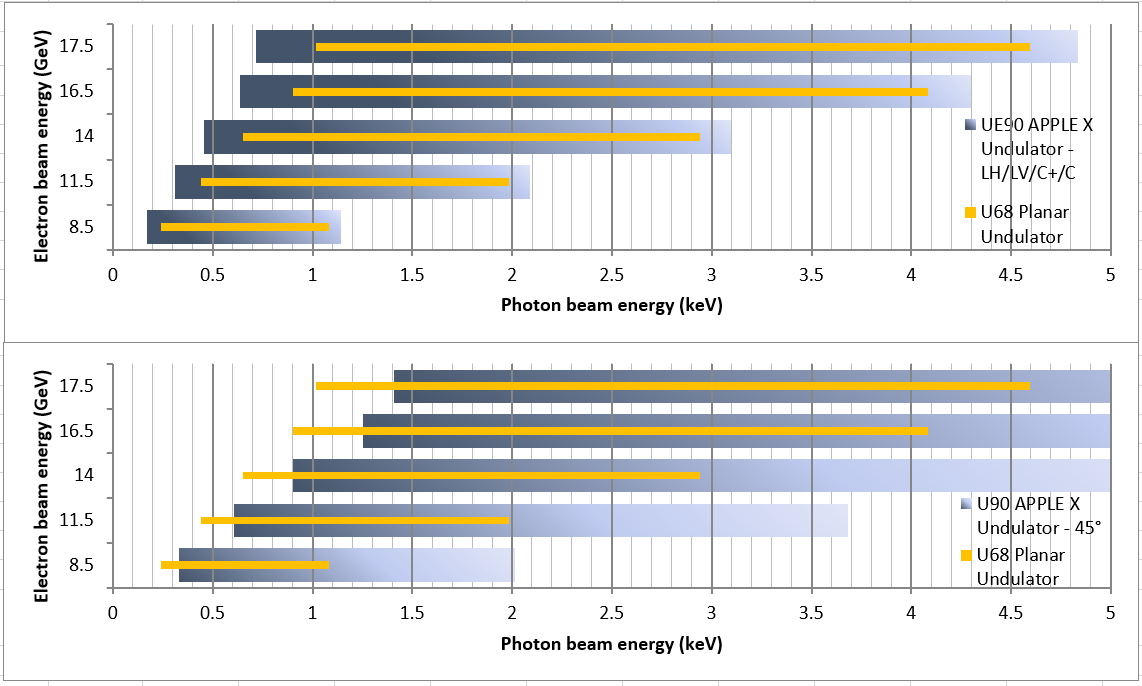 Electron beam energy (GeV)
17.5
16.5
14
11.5
8.5
UE90 APPLE X
Undulator -
LH/LV/C+/C
U68 Planar
Undulator
0 0.5 1 1.5 2 2.5 3 3.5 4 4.5 5
Photon beam energy (keV)
Electron beam energy (GeV)
17.5
16.5
14
11.5
8.5
U90 APPLE X
Undulator - 45°
U68 Planar
Undulator
0 0.5 1 1.5 2 2.5 3 3.5 4 4.5 5
Photon beam energy (keV)